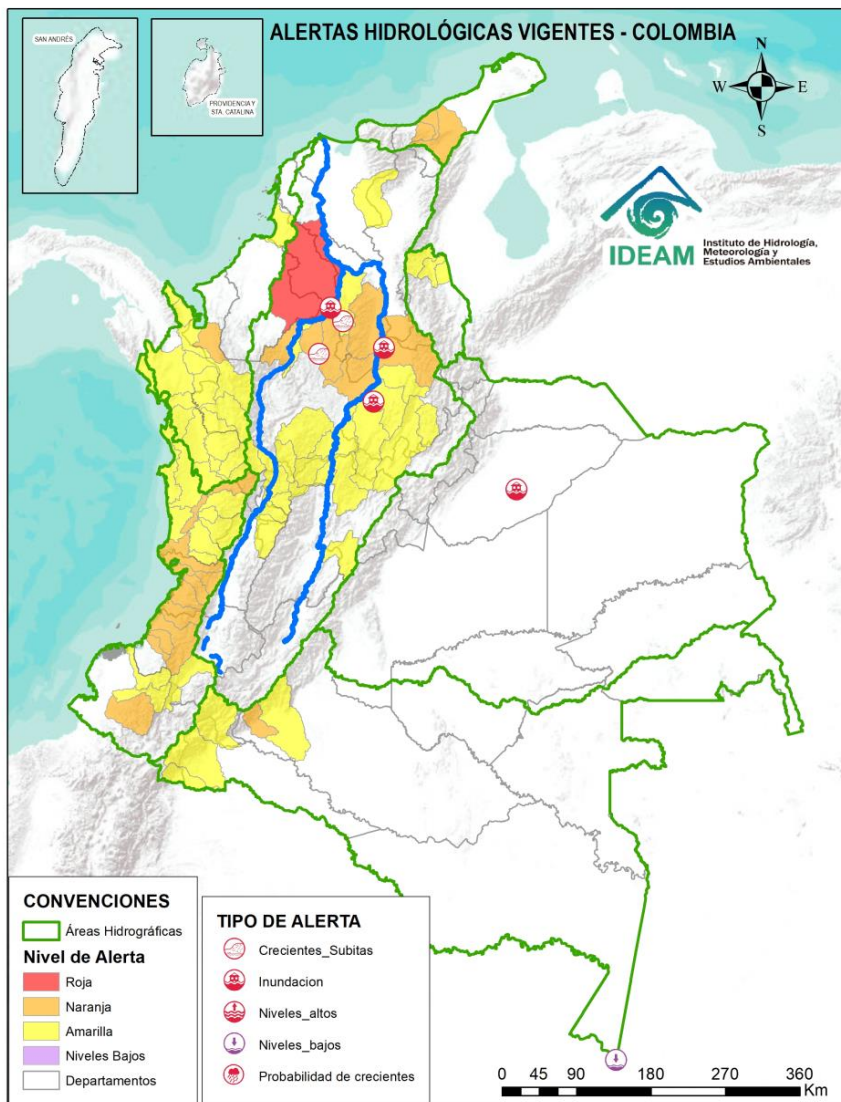 ALERTAS HIDROLÓGICAS VIGENTES - COLOMBIA
SAN ANDRÉS
PROVIDENCIA Y
STA. CATALINA
N
W
E
S
IDEAM
Instituto de Hidrología,
Meteorología y
Estudios Ambientales
CONVENCIONES
Áreas Hidrográficas
Nivel de Alerta
Roja
Naranja
Amarilla
Niveles Bajos
Departamentos
TIPO DE ALERTA
Crecientes_Subitas
Inundacion
Niveles_altos
Niveles_bajos
Probabilidad de crecientes
0 45 90 180 270 360
Km